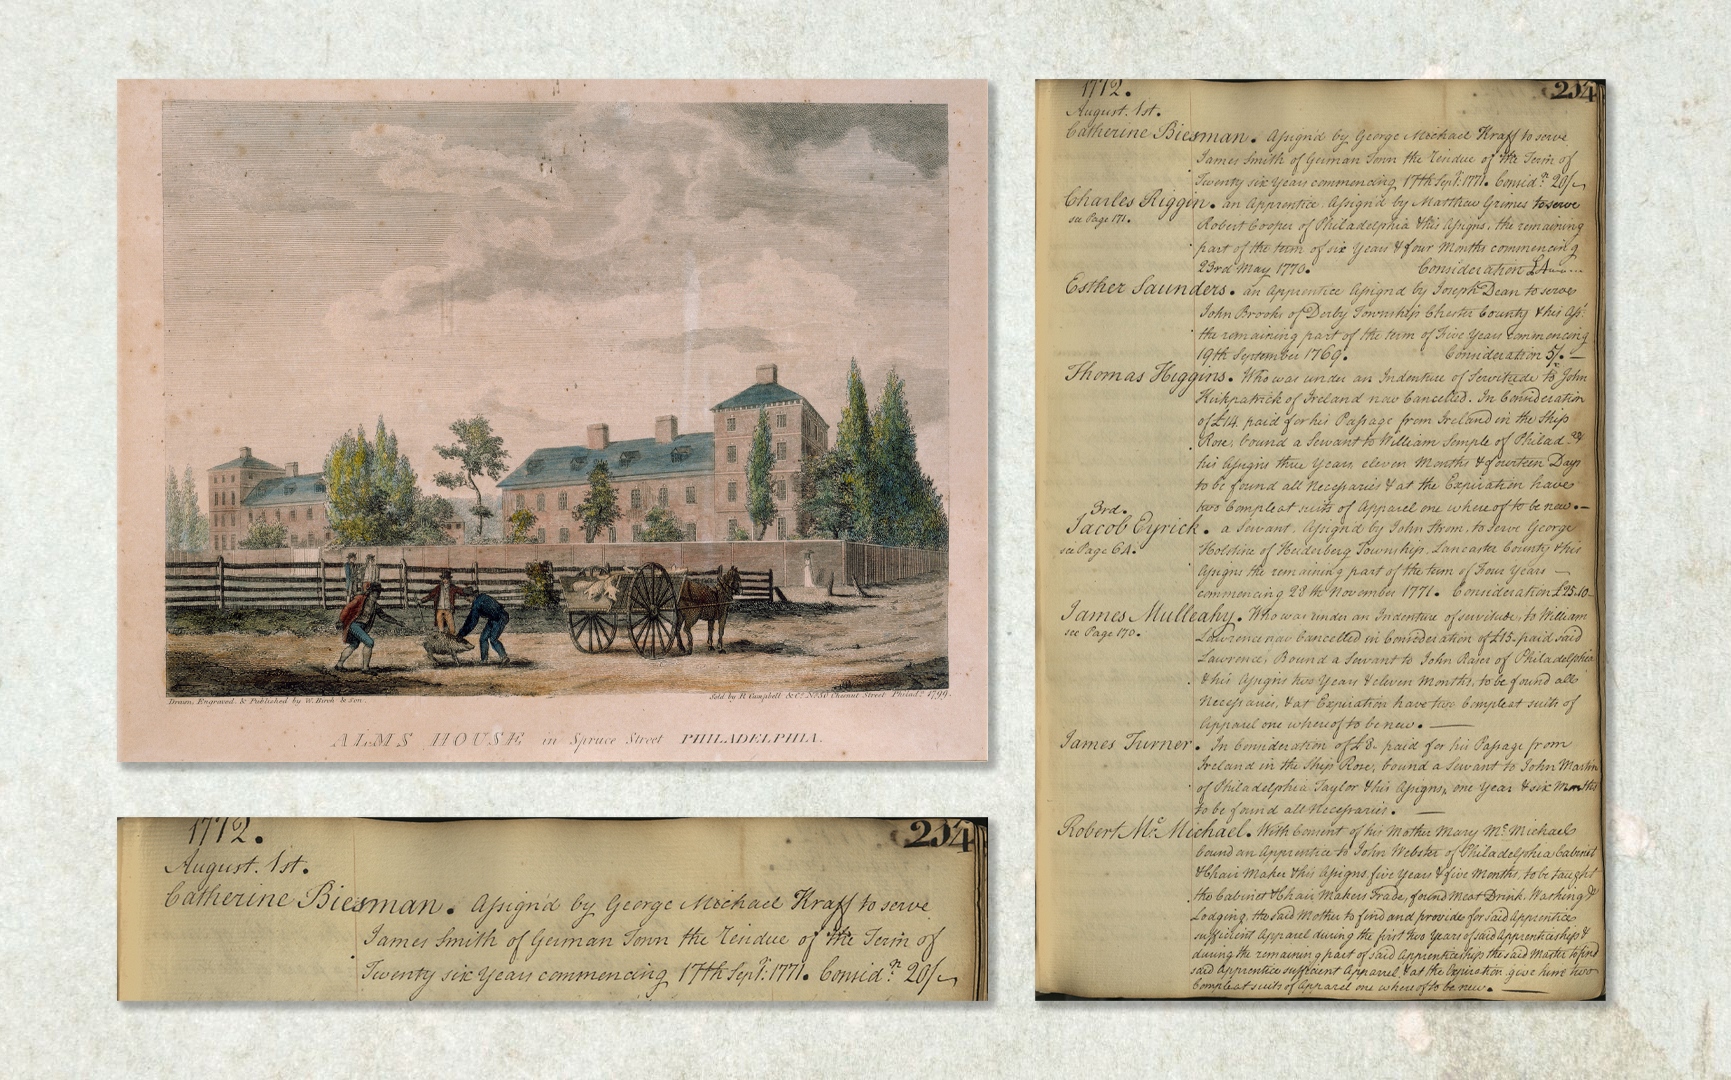 Drawn, Engraved, & Published by W. Birch & Son.
Sold by R. Campbell & Co. No. 30 Chesnut Street Philada. 1799.
ALMS HOUSE in Spruce Street PHILADELPHIA.
1772. 204
August. 1st.
Catherine Biesman. Assign'd by George Michael Kraff to serve
James Smith of German Town the Residue of the Term of
Twenty six Years commencing 17th Sepr. 1771. Considn. 20/-
1772. 204
August. 1st.
Catherine Biesman. Assign'd by George Michael Kraff to serve
James Smith of German Town the Residue of the Term of
Twenty six Years commencing 17th Sepr. 1771. Considn. 20/-
Charles Riggin. an Apprentice Assign'd by Matthew Grimes to serve
see Page 171. Robert Cooper of Philadelphia & his Assigns, the remaining
part of the term of six Years & four Months commencing
23rd May 1770. Consideration £4
Esther Saunders. an Apprentice Assign'd by Joseph Dean to serve
John Brooks of Derby Township Chester County & his Ass:
the remaining part of the term of Five Years commencing
19th September 1769. Consideration 5/. —
Thomas Higgins. Who was under an Indenture of Servitude to John
Kirkpatrick of Ireland now Cancelled. In Consideration
of £14. paid for his Passage from Ireland in the Ship
Rose, bound a Servant to William Semple of Philada. &
his Assigns three Years eleven Months & fourteen Days
to be found all Necessaries & at the Expiration have
two Compleat suits of Apparel one whereof to be new. —
3rd.
Jacob Eyrick. a Servant, Assign'd by John Strom, to serve George
see Page 64. Holstine of Heiderberg Township, Lancaster County & his
Assigns the remaining part of the term of Four Years —
commencing 28th November 1771. Consideration £25.10
James Mulleahy. Who was under an Indenture of servitude, to William
see Page 170. Lawrence now Cancelled in Consideration of £15. paid said
Lawrence, Bound a Servant to John Raser of Philadelphia
& his Assigns two Years & eleven Months, to be found all
Necessaries, & at Expiration have two Compleat suits of
Apparel one whereof to be new. —
James Turner. In Consideration of £8. paid for his Passage from
Ireland in the Ship Rose, bound a Servant to John Martin
of Philadelphia Taylor & his Assigns, one Year & six Months
to be found all Necessaries. —
Robert Mc Michael. With Consent of his Mother Mary Mc Michael
bound an Apprentice to John Webster of Philadelphia Cabinet
& Chair Maker & his Assigns, five Years & five Months, to be taught
the Cabinet & Chair Makers Trade, found Meat Drink Washing &
Lodging, the said Mother to find and provide for said Apprentice
sufficient Apparel during the first two Years of said Apprenticeship &
during the remaining part of said Apprenticeship the said Master to find
said Apprentice sufficient Apparel & at the Expiration give him two
Compleat suits of Apparel one whereof to be new. —